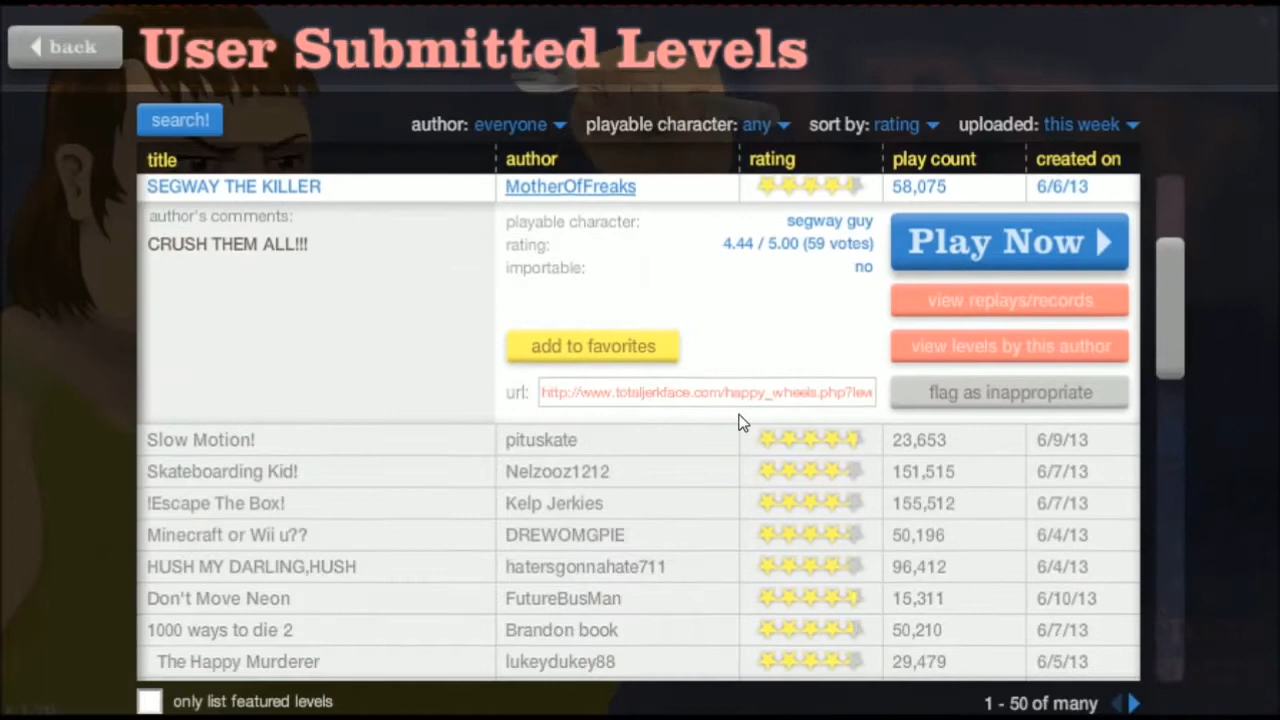 back
User Submitted Levels
search!
author: everyone playable character: any sort by: rating uploaded: this week
title author rating play count created on
SEGWAY THE KILLER MotherOfFreaks 58,075 6/6/13
author's comments:
CRUSH THEM ALL!!!
playable character: segway guy
rating: 4.44 / 5.00 (59 votes)
importable: no
Play Now
view replays/records
add to favorites
view levels by this author
url: http://www.totaljerkface.com/happy_wheels.php?lev
flag as inappropriate
Slow Motion! pituskate 23,653 6/9/13
Skateboarding Kid! Nelzooz1212 151,515 6/7/13
!Escape The Box! Kelp Jerkies 155,512 6/7/13
Minecraft or Wii u?? DREWOMGPIE 50,196 6/4/13
HUSH MY DARLING,HUSH hatersgonnahate711 96,412 6/4/13
Don't Move Neon FutureBusMan 15,311 6/10/13
1000 ways to die 2 Brandon book 50,210 6/7/13
The Happy Murderer lukeydukey88 29,479 6/5/13
only list featured levels
1 - 50 of many